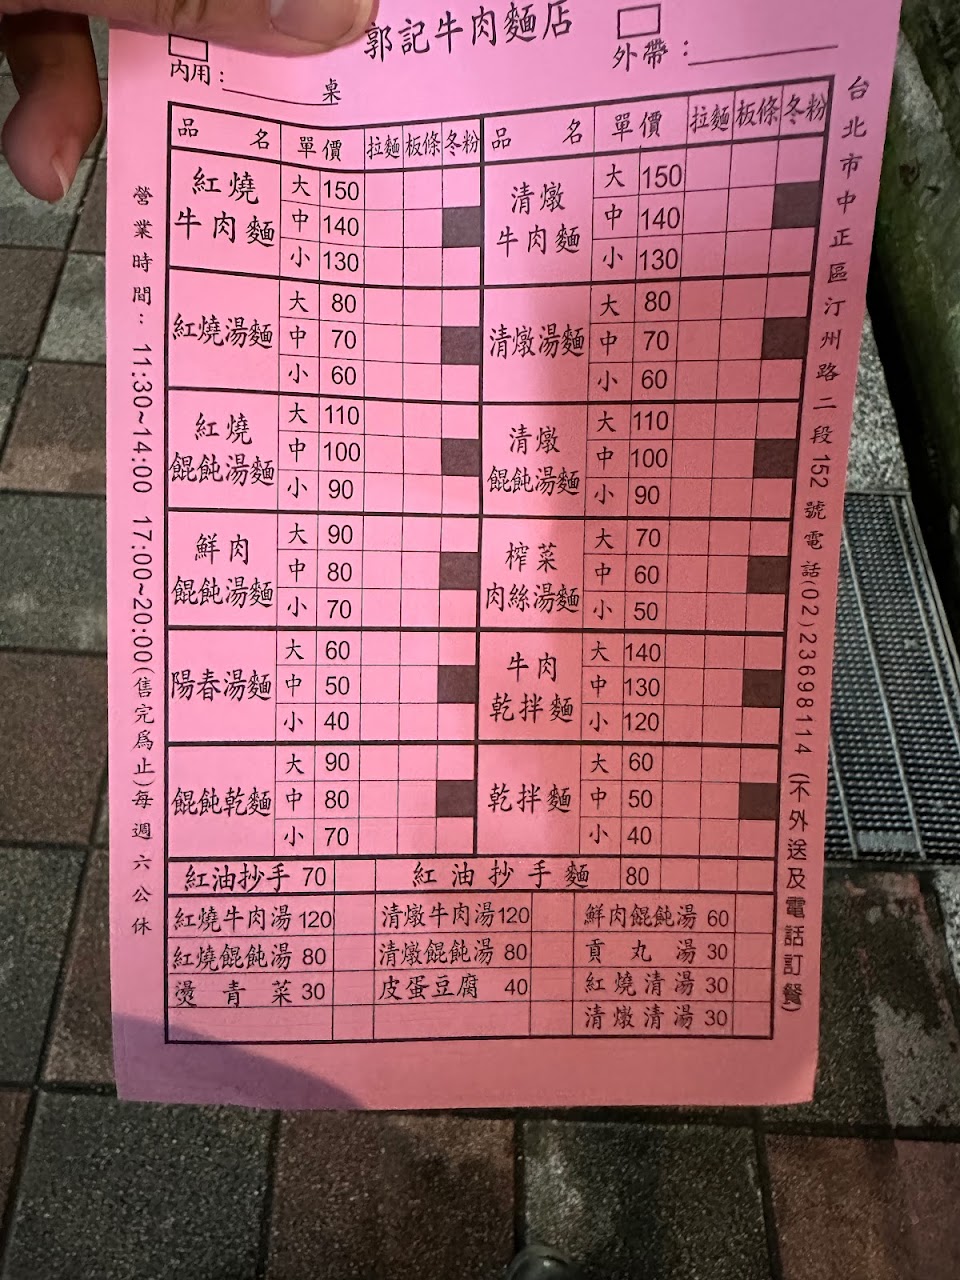 郭記牛肉麵店
內用：＿＿＿桌 外帶：＿＿＿
品名 單價 拉麵 板條 冬粉 品名 單價 拉麵 板條 冬粉
紅燒牛肉麵 大 150 清燉牛肉麵 大 150
中 140 中 140
小 130 小 130
紅燒湯麵 大 80 清燉湯麵 大 80
中 70 中 70
小 60 小 60
紅燒餛飩湯麵 大 110 清燉餛飩湯麵 大 110
中 100 中 100
小 90 小 90
鮮肉餛飩湯麵 大 90 榨菜肉絲湯麵 大 70
中 80 中 60
小 70 小 50
陽春湯麵 大 60 牛肉乾拌麵 大 140
中 50 中 130
小 40 小 120
餛飩乾麵 大 90 乾拌麵 大 60
中 80 中 50
小 70 小 40
紅油抄手 70 紅油抄手麵 80
紅燒牛肉湯 120 清燉牛肉湯 120 鮮肉餛飩湯 60
紅燒餛飩湯 80 清燉餛飩湯 80 貢丸湯 30
燙青菜 30 皮蛋豆腐 40 紅燒清湯 30
清燉清湯 30
營業時間：11:30~14:00 17:00~20:00(售完為止)每週六公休
台北市中正區汀州路二段152號電話(02)23698114 (不外送及電話訂餐)